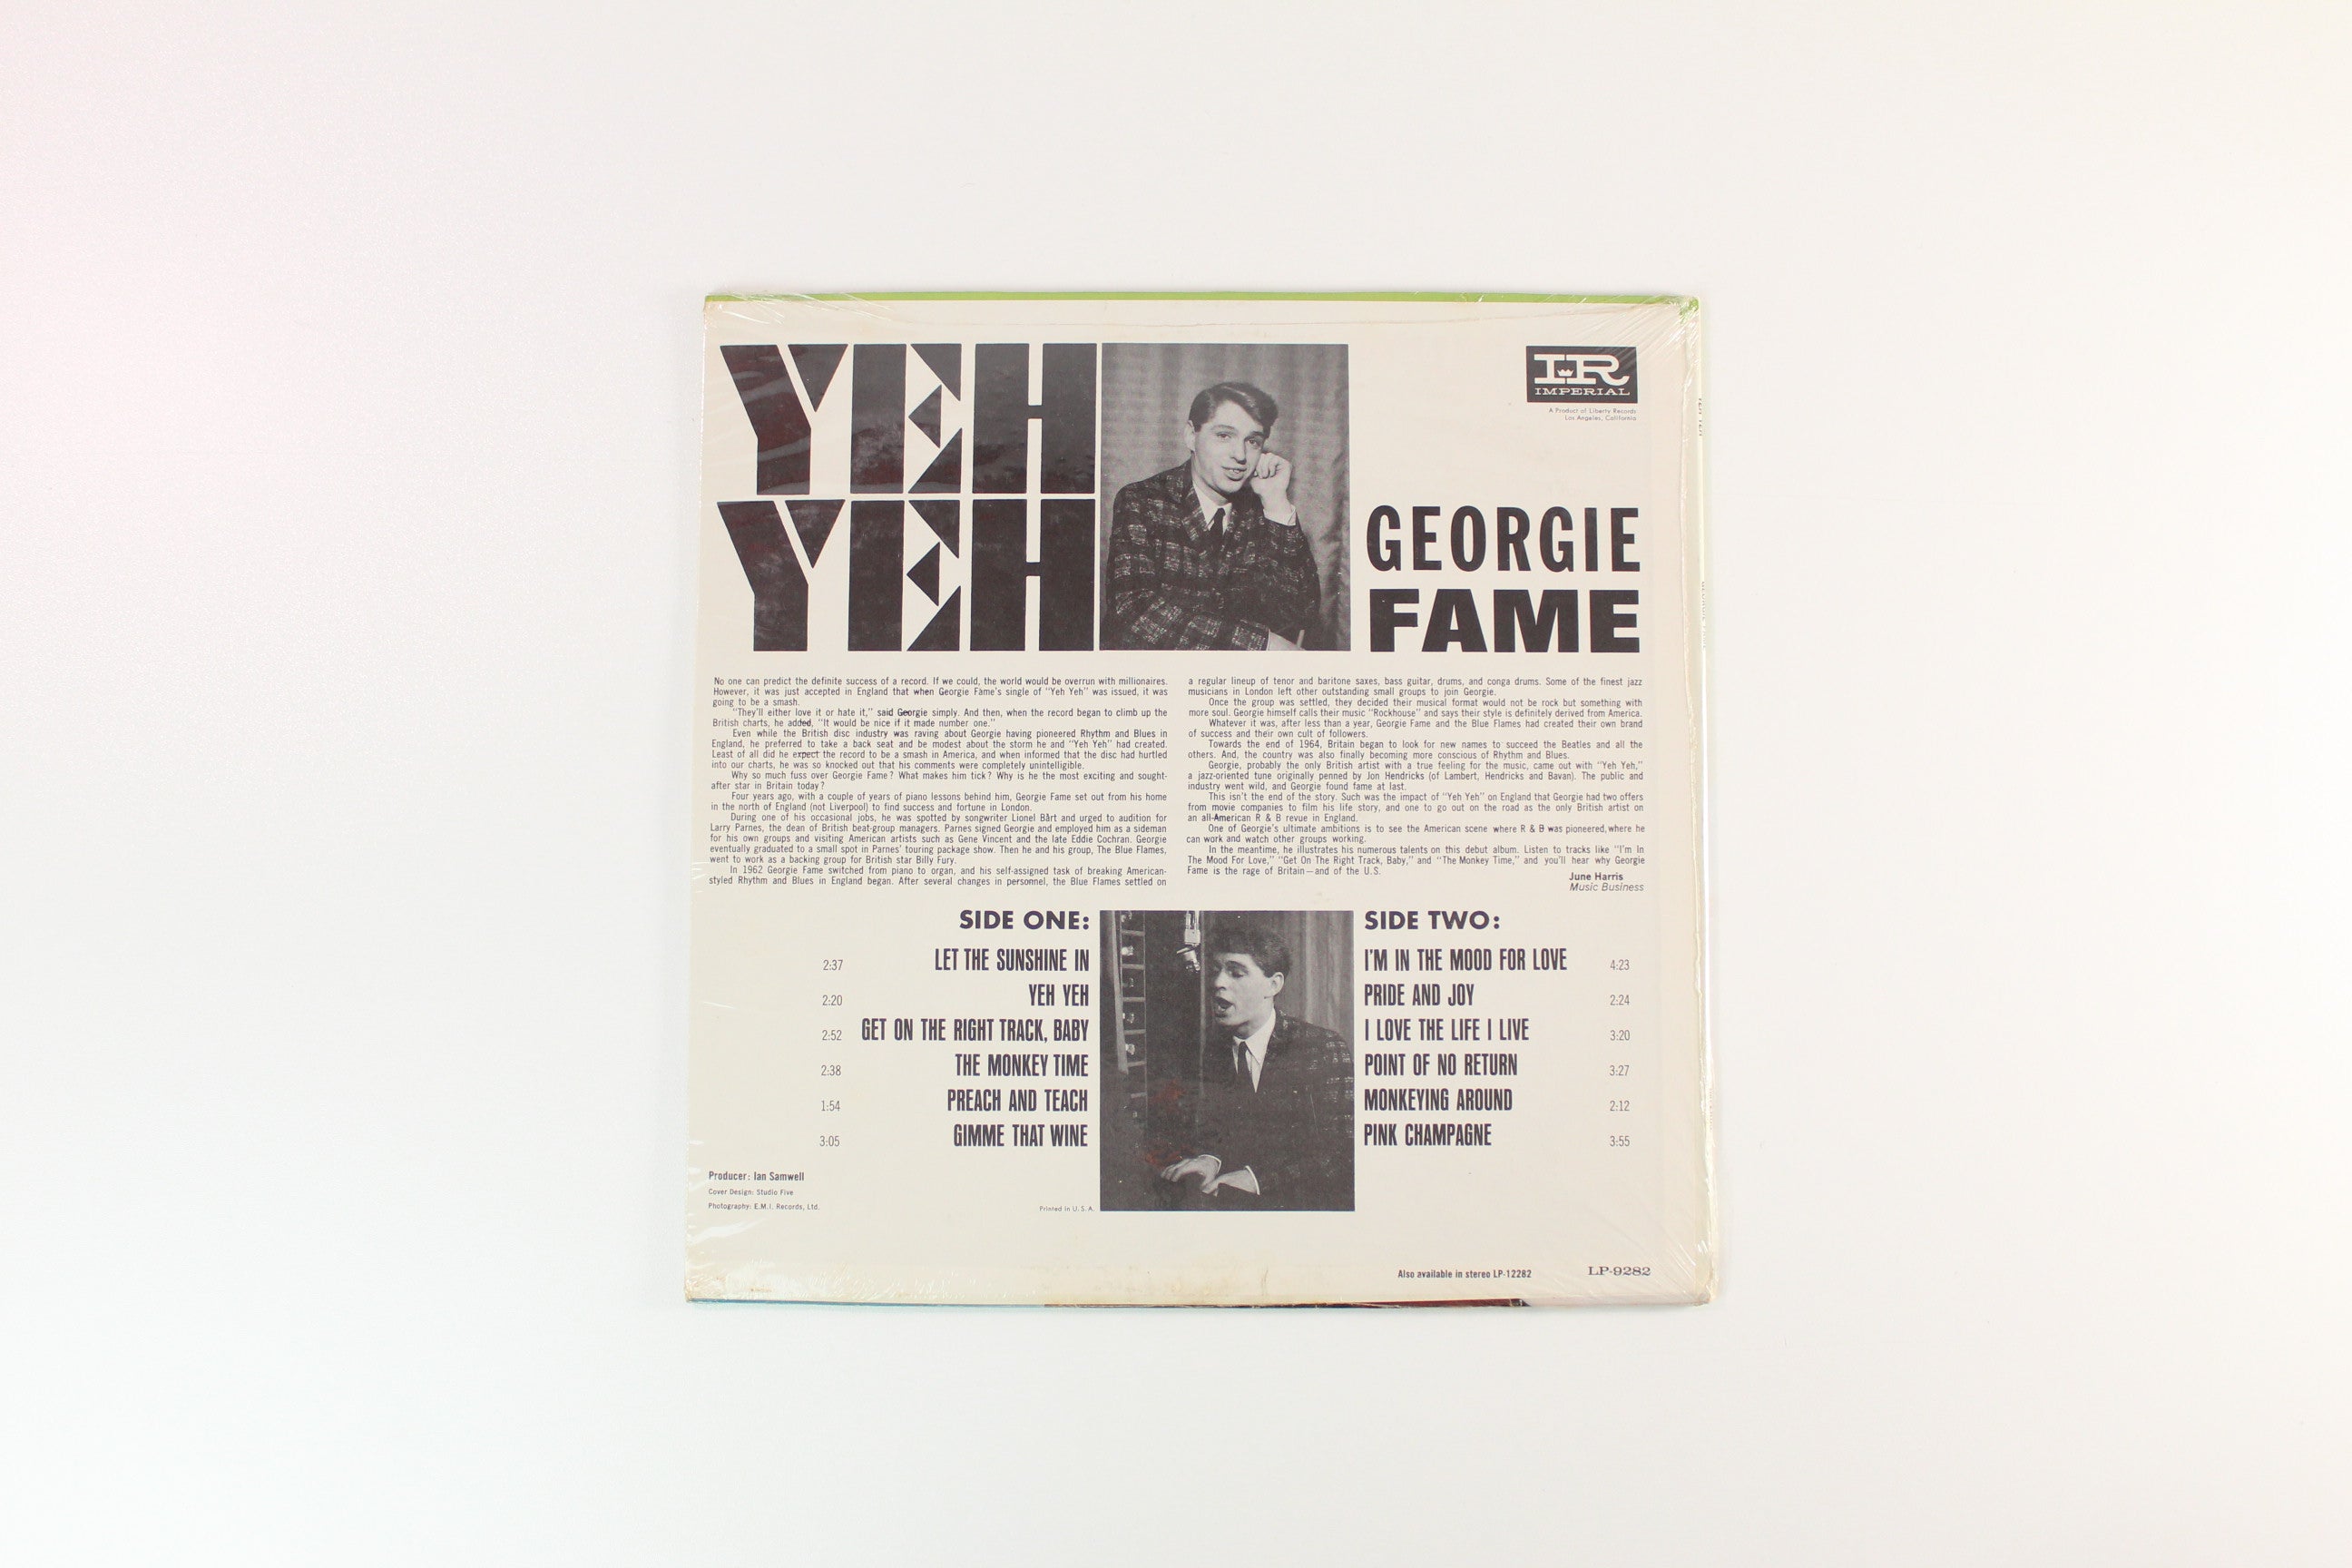 YEH
YEH
IR
IMPERIAL
A Product of Liberty Records
Los Angeles, California
GEORGIE
FAME
No one can predict the definite success of a record. If we could, the world would be overrun with millionaires.
However, it was just accepted in England that when Georgie Fame's single of "Yeh Yeh" was issued, it was
going to be a smash.
"They'll either love it or hate it," said Georgie simply. And then, when the record began to climb up the
British charts, he added, "It would be nice if it made number one."
Even while the British disc industry was raving about Georgie having pioneered Rhythm and Blues in
England, he preferred to take a back seat and be modest about the storm he and "Yeh Yeh" had created.
Least of all did he expect the record to be a smash in America, and when informed that the disc had hurtled
into our charts, he was so knocked out that his comments were completely unintelligible.
Why so much fuss over Georgie Fame? What makes him tick? Why is he the most exciting and sought-
after star in Britain today?
Four years ago, with a couple of years of piano lessons behind him, Georgie Fame set out from his home
in the north of England (not Liverpool) to find success and fortune in London.
During one of his occasional jobs, he was spotted by songwriter Lionel Bart and urged to audition for
Larry Parnes, the dean of British beat-group managers. Parnes signed Georgie and employed him as a sideman
for his own groups and visiting American artists such as Gene Vincent and the late Eddie Cochran. Georgie
eventually graduated to a small spot in Parnes' touring package show. Then he and his group, The Blue Flames,
went to work as a backing group for British star Billy Fury.
In 1962 Georgie Fame switched from piano to organ, and his self-assigned task of breaking American-
styled Rhythm and Blues in England began. After several changes in personnel, the Blue Flames settled on
a regular lineup of tenor and baritone saxes, bass guitar, drums, and conga drums. Some of the finest jazz
musicians in London left other outstanding small groups to join Georgie.
Once the group was settled, they decided their musical format would not be rock but something with
more soul. Georgie himself calls their music "Rockhouse" and says their style is definitely derived from America.
Whatever it was, after less than a year, Georgie Fame and the Blue Flames had created their own brand
of success and their own cult of followers.
Towards the end of 1964, Britain began to look for new names to succeed the Beatles and all the
others. And, the country was also finally becoming more conscious of Rhythm and Blues.
Georgie, probably the only British artist with a true feeling for the music, came out with "Yeh Yeh,"
a jazz-oriented tune originally penned by Jon Hendricks (of Lambert, Hendricks and Bavan). The public and
industry went wild, and Georgie found fame at last.
This isn't the end of the story. Such was the impact of "Yeh Yeh" on England that Georgie had two offers
from movie companies to film his life story, and one to go out on the road as the only British artist on
an all-American R & B revue in England.
One of Georgie's ultimate ambitions is to see the American scene where R & B was pioneered, where he
can work and watch other groups working.
In the meantime, he illustrates his numerous talents on this debut album. Listen to tracks like "I'm In
The Mood For Love," "Get On The Right Track, Baby," and "The Monkey Time," and you'll hear why Georgie
Fame is the rage of Britain—and of the U.S.
June Harris
Music Business
SIDE ONE:
2:37 LET THE SUNSHINE IN
2:20 YEH YEH
2:52 GET ON THE RIGHT TRACK, BABY
2:38 THE MONKEY TIME
1:54 PREACH AND TEACH
3:05 GIMME THAT WINE
SIDE TWO:
I'M IN THE MOOD FOR LOVE 4:23
PRIDE AND JOY 2:24
I LOVE THE LIFE I LIVE 3:20
POINT OF NO RETURN 3:27
MONKEYING AROUND 2:12
PINK CHAMPAGNE 3:55
Producer: Ian Samwell
Cover Design: Studio Five
Photography: E.M.I. Records, Ltd.
Printed in U.S.A.
Also available in stereo LP-12282
LP-9282